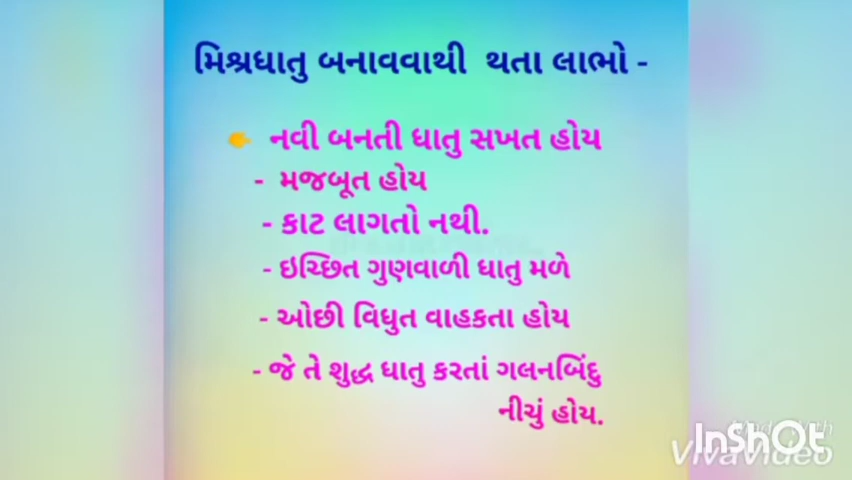 મિશ્રધાતુ બનાવવાથી થતા લાભો -
નવી બનતી ધાતુ સખત હોય
- મજબૂત હોય
- કાટ લાગતો નથી.
- ઇચ્છિત ગુણવાળી ધાતુ મળે
- ઓછી વિધુત વાહકતા હોય
- જે તે શુદ્ધ ધાતુ કરતાં ગલનબિંદુ
નીચું હોય.
InShOt
VivaVideo